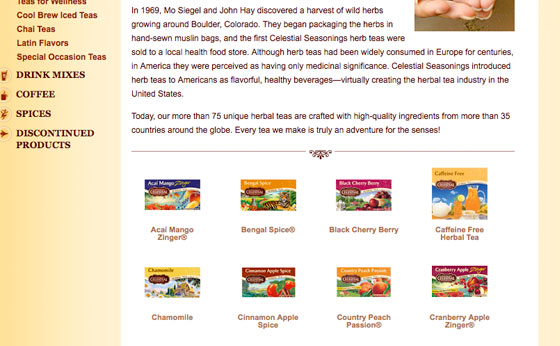 Teas for Wellness
Cool Brew Iced Teas
Chai Teas
Latin Flavors
Special Occasion Teas
DRINK MIXES
COFFEE
SPICES
DISCONTINUED
PRODUCTS
In 1969, Mo Siegel and John Hay discovered a harvest of wild herbs
growing around Boulder, Colorado. They began packaging the herbs in
hand-sewn muslin bags, and the first Celestial Seasonings herb teas were
sold to a local health food store. Although herb teas had been widely consumed in Europe for centuries,
in America they were perceived as having only medicinal significance. Celestial Seasonings introduced
herb teas to Americans as flavorful, healthy beverages—virtually creating the herbal tea industry in the
United States.
Today, our more than 75 unique herbal teas are crafted with high-quality ingredients from more than 35
countries around the globe. Every tea we make is truly an adventure for the senses!
Acai Mango Zinger
CELESTIAL
Bengal Spice
CELESTIAL
Black Cherry Berry
CELESTIAL
Caffeine Free
CELESTIAL
Acai Mango
Zinger®
Bengal Spice®
Black Cherry Berry
Caffeine Free
Herbal Tea
Chamomile
CELESTIAL
Cinnamon Apple Spice
CELESTIAL
Country Peach Passion
CELESTIAL
Cranberry Apple Zinger
CELESTIAL
Chamomile
Cinnamon Apple
Spice
Country Peach
Passion®
Cranberry Apple
Zinger®